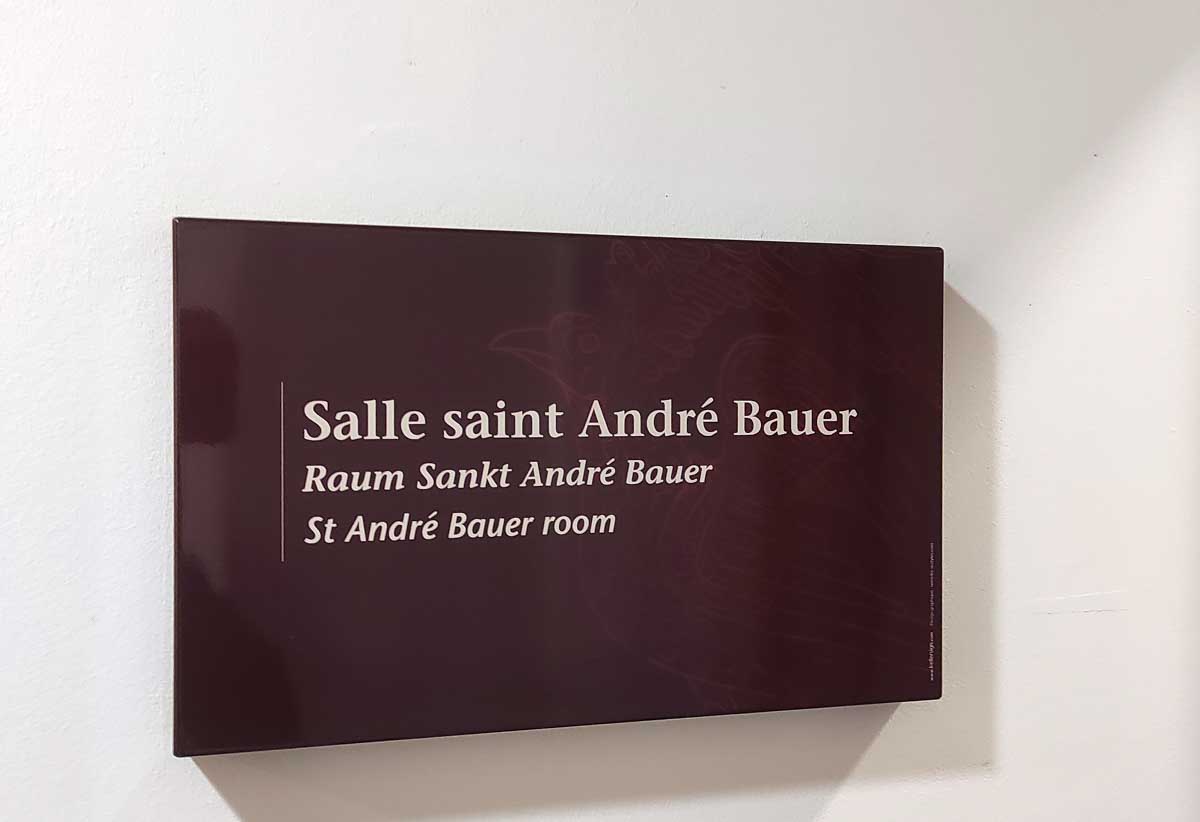 Salle saint André Bauer
Raum Sankt André Bauer
St André Bauer room